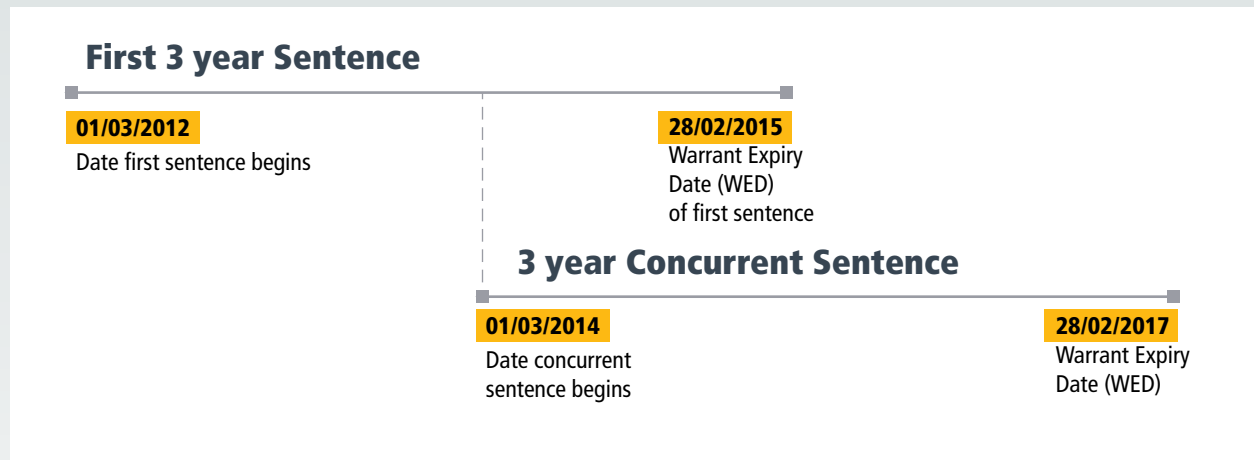 First 3 year Sentence
01/03/2012
Date first sentence begins
28/02/2015
Warrant Expiry
Date (WED)
of first sentence
3 year Concurrent Sentence
01/03/2014
Date concurrent
sentence begins
28/02/2017
Warrant Expiry
Date (WED)